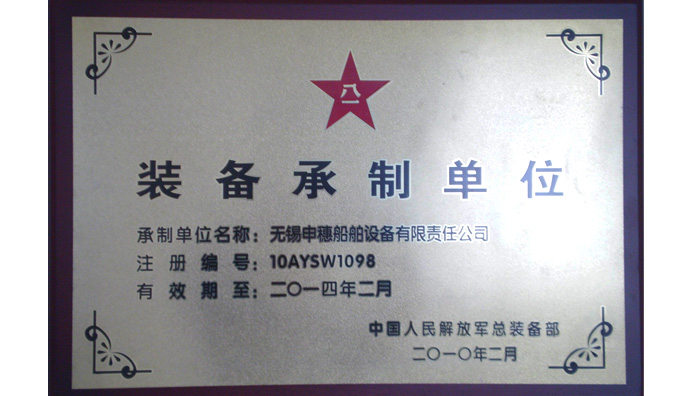 八一
装备承制单位
承制单位名称：无锡申穗船舶设备有限责任公司
注册编号：10AYSW1098
有效期至：二〇一四年二月
中国人民解放军总装备部
二〇一〇年二月